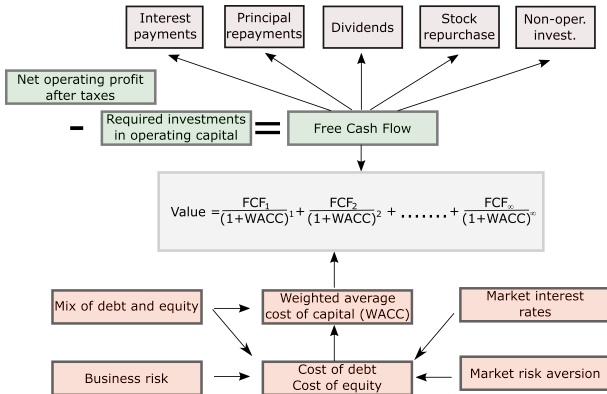 Interest
payments
Principal
repayments
Dividends
Stock
repurchase
Non-oper.
invest.
Net operating profit
after taxes
- Required investments
in operating capital
= Free Cash Flow
Value = FCF₁/(1+WACC)¹ + FCF₂/(1+WACC)² + ....... + FCF∞/(1+WACC)∞
Mix of debt and equity
Weighted average
cost of capital (WACC)
Market interest
rates
Business risk
Cost of debt
Cost of equity
Market risk aversion